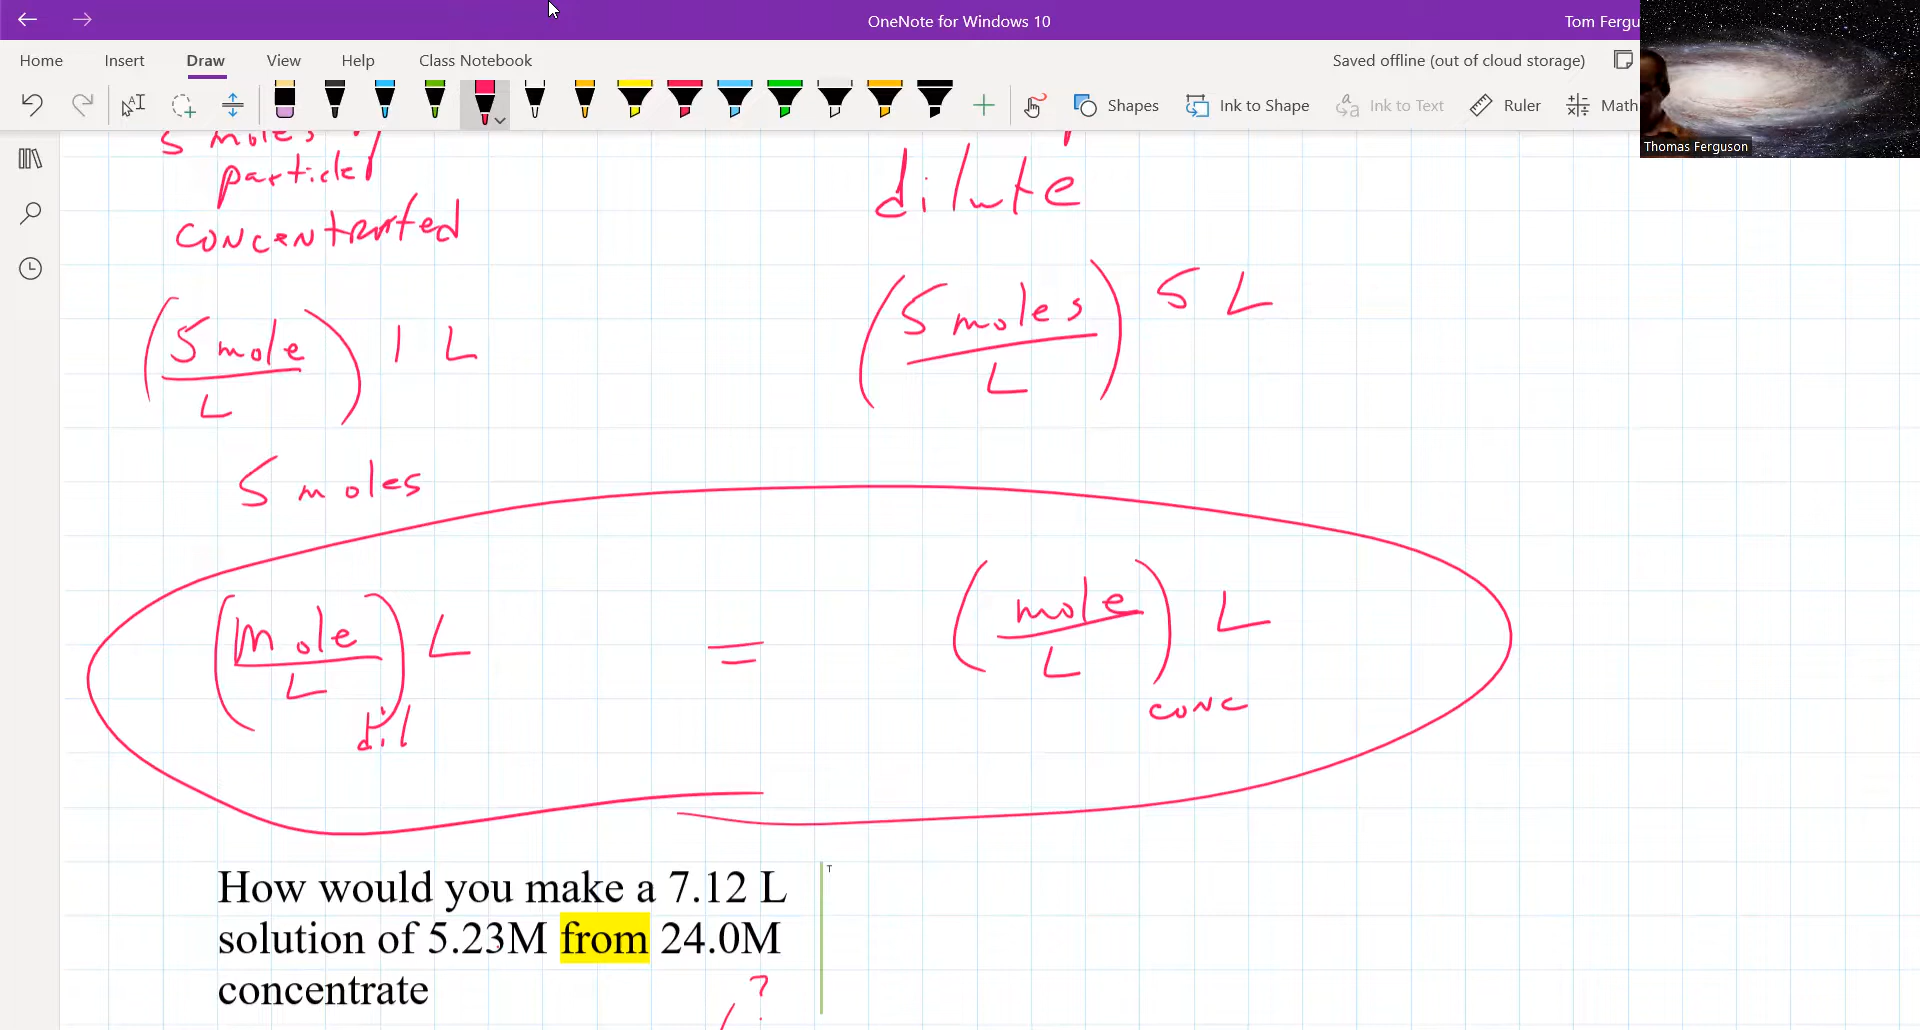 OneNote for Windows 10
Tom Fergu
Home Insert Draw View Help Class Notebook
Saved offline (out of cloud storage)
Shapes Ink to Shape Ink to Text Ruler Math
Thomas Ferguson
5 moles
particles
concentrated
dilute
(5 mole / L) 1 L
(5 moles / L) 5 L
5 moles
(mole / L) dil L = (mole / L) conc L
How would you make a 7.12 L
solution of 5.23M from 24.0M
concentrate
?